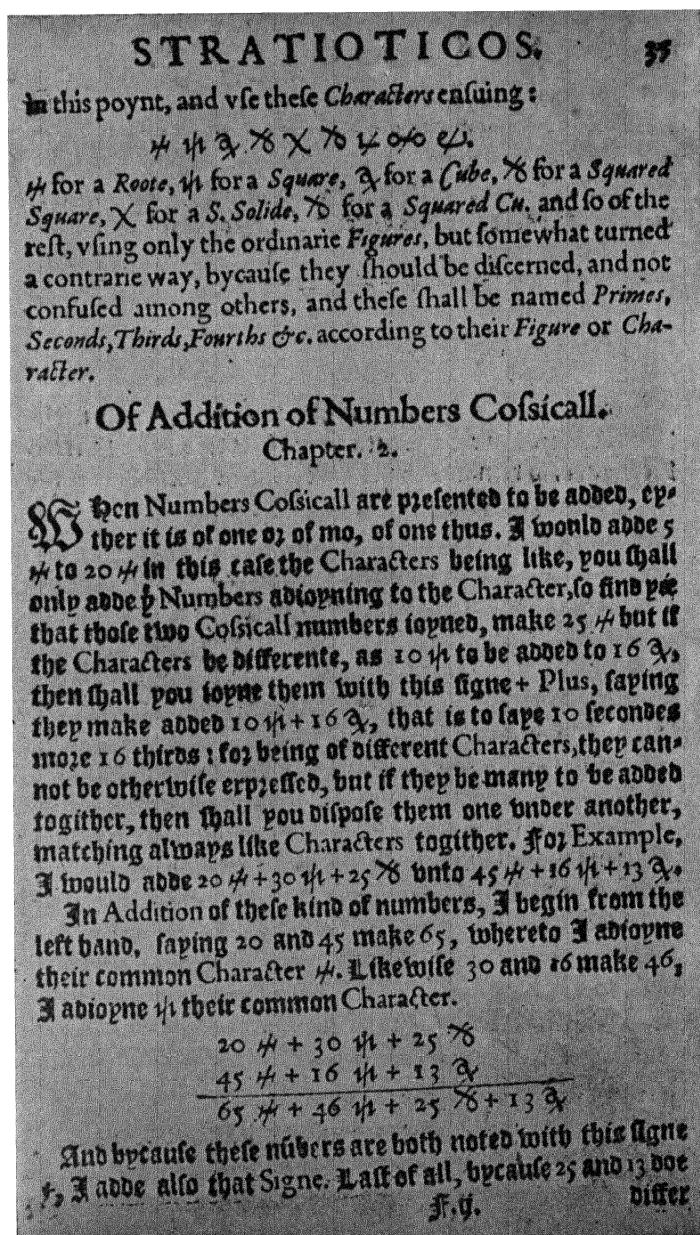 STRATIOTICOS. 35
in this poynt, and vſe theſe Characters enſuing:
for a Roote, for a Square, for a Cube, for a Squared
Square, for a S. Solide, for a Squared Cu. and ſo of the
reſt, vſing only the ordinarie Figures, but ſomewhat turned
a contrarie way, bycauſe they ſhould be diſcerned, and not
confuſed among others, and theſe ſhall be named Primes,
Seconds, Thirds, Fourths &c. according to their Figure or Cha-
racter.
Of Addition of Numbers Coſsicall.
Chapter. 2.
WHen Numbers Coſsicall are preſented to be added, ey-
ther it is of one or of mo, of one thus. I would adde 5
to 20 in this caſe the Characters being like, you ſhall
only adde yͤ Numbers adioyning to the Character, ſo find yee
that thoſe two Coſsicall numbers ioyned, make 25 but if
the Characters be differente, as 10 to be added to 16 ,
then ſhall you ioyne them with this ſigne + Plus, ſaying
they make added 10 + 16 , that is to ſaye 10 ſecondes
more 16 thirds : for being of different Characters, they can-
not be otherwiſe expreſſed, but if they be many to be added
togither, then ſhall you diſpoſe them one vnder another,
matching always like Characters togither. For Example,
I would adde 20 + 30 + 25 vnto 45 + 16 + 13 .
In Addition of theſe kind of numbers, I begin from the
left hand, ſaying 20 and 45 make 65, whereto I adioyne
their common Character . Likewiſe 30 and 16 make 46,
I adioyne their common Character.
20 + 30 + 25
45 + 16 + 13
65 + 46 + 25 + 13
And bycauſe theſe nũbers are both noted with this ſigne
+, I adde alſo that Signe. Laſt of all, bycauſe 25 and 13 doe
F.ij. differ